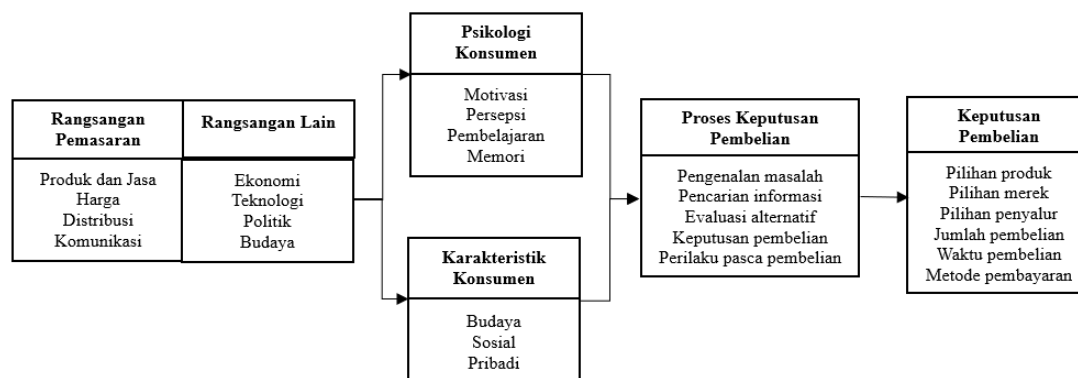 Rangsangan
Pemasaran
Produk dan Jasa
Harga
Distribusi
Komunikasi
Rangsangan Lain
Ekonomi
Teknologi
Politik
Budaya
Psikologi
Konsumen
Motivasi
Persepsi
Pembelajaran
Memori
Karakteristik
Konsumen
Budaya
Sosial
Pribadi
Proses Keputusan
Pembelian
Pengenalan masalah
Pencarian informasi
Evaluasi alternatif
Keputusan pembelian
Perilaku pasca pembelian
Keputusan
Pembelian
Pilihan produk
Pilihan merek
Pilihan penyalur
Jumlah pembelian
Waktu pembelian
Metode pembayaran